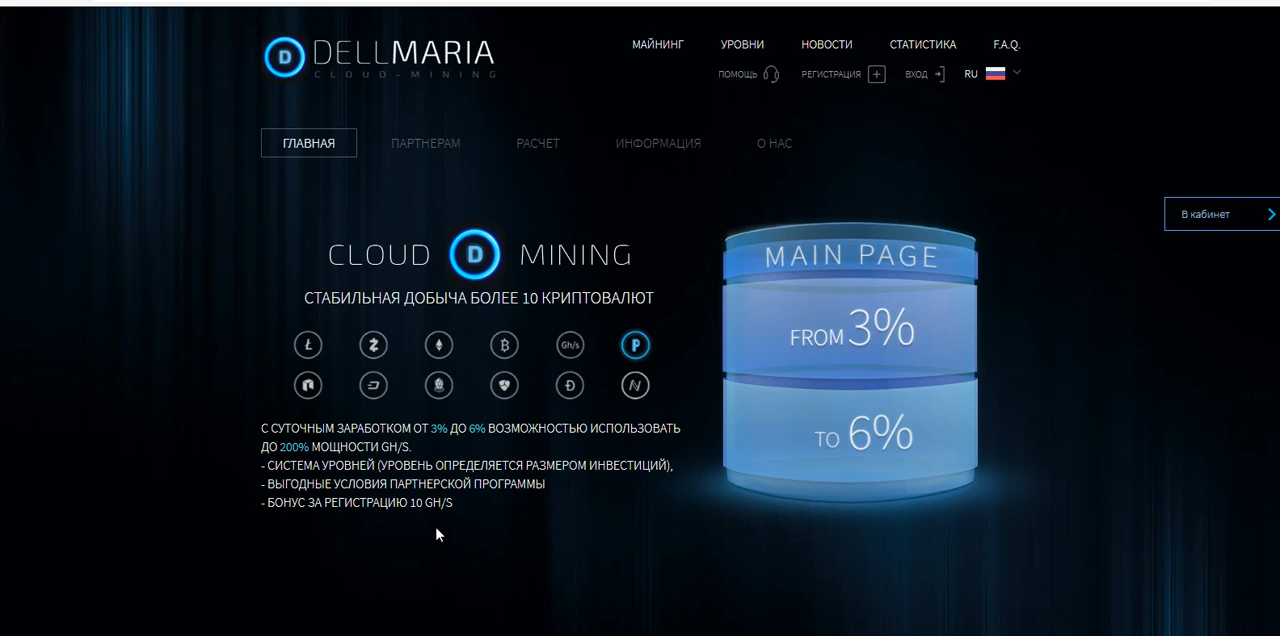 DELLMARIA
CLOUD-MINING
МАЙНИНГ УРОВНИ НОВОСТИ СТАТИСТИКА F.A.Q.
ПОМОЩЬ РЕГИСТРАЦИЯ ВХОД RU
ГЛАВНАЯ ПАРТНЕРАМ РАСЧЕТ ИНФОРМАЦИЯ О НАС
В кабинет
CLOUD D MINING
СТАБИЛЬНАЯ ДОБЫЧА БОЛЕЕ 10 КРИПТОВАЛЮТ
Gh/s
С СУТОЧНЫМ ЗАРАБОТКОМ ОТ 3% ДО 6% ВОЗМОЖНОСТЬЮ ИСПОЛЬЗОВАТЬ
ДО 200% МОЩНОСТИ GH/S.
- СИСТЕМА УРОВНЕЙ (УРОВЕНЬ ОПРЕДЕЛЯЕТСЯ РАЗМЕРОМ ИНВЕСТИЦИЙ),
- ВЫГОДНЫЕ УСЛОВИЯ ПАРТНЕРСКОЙ ПРОГРАММЫ
- БОНУС ЗА РЕГИСТРАЦИЮ 10 GH/S
MAIN PAGE
FROM 3%
TO 6%